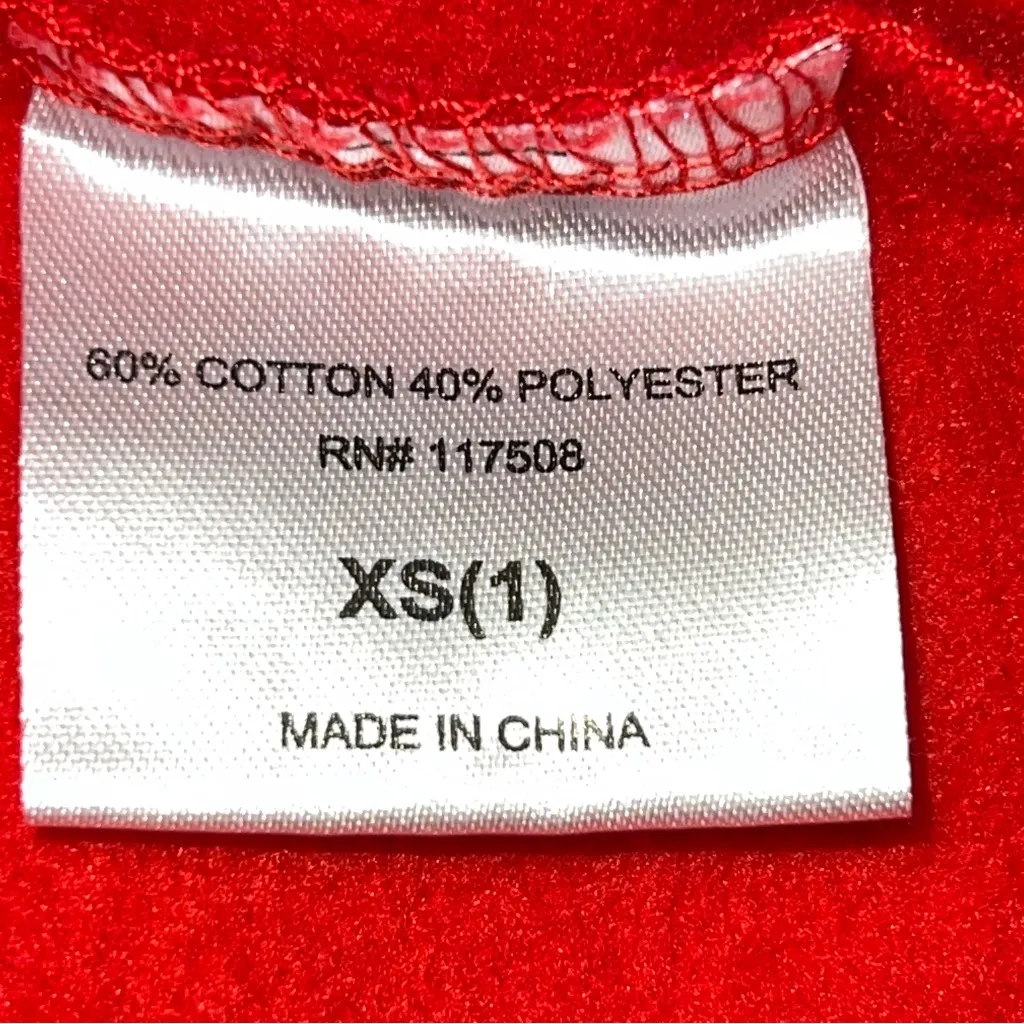 60% COTTON 40% POLYESTER
RN# 117508
XS(1)
MADE IN CHINA